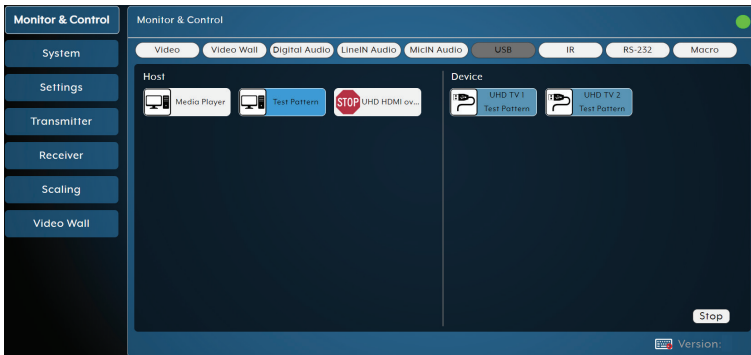 Monitor & Control
System
Settings
Transmitter
Receiver
Scaling
Video Wall
Monitor & Control
Video Video Wall Digital Audio LineIN Audio MicIN Audio USB IR RS-232 Macro
Host
Media Player
Test Pattern
STOP UHD HDMI ov...
Device
UHD TV 1
Test Pattern
UHD TV 2
Test Pattern
Stop
Version: